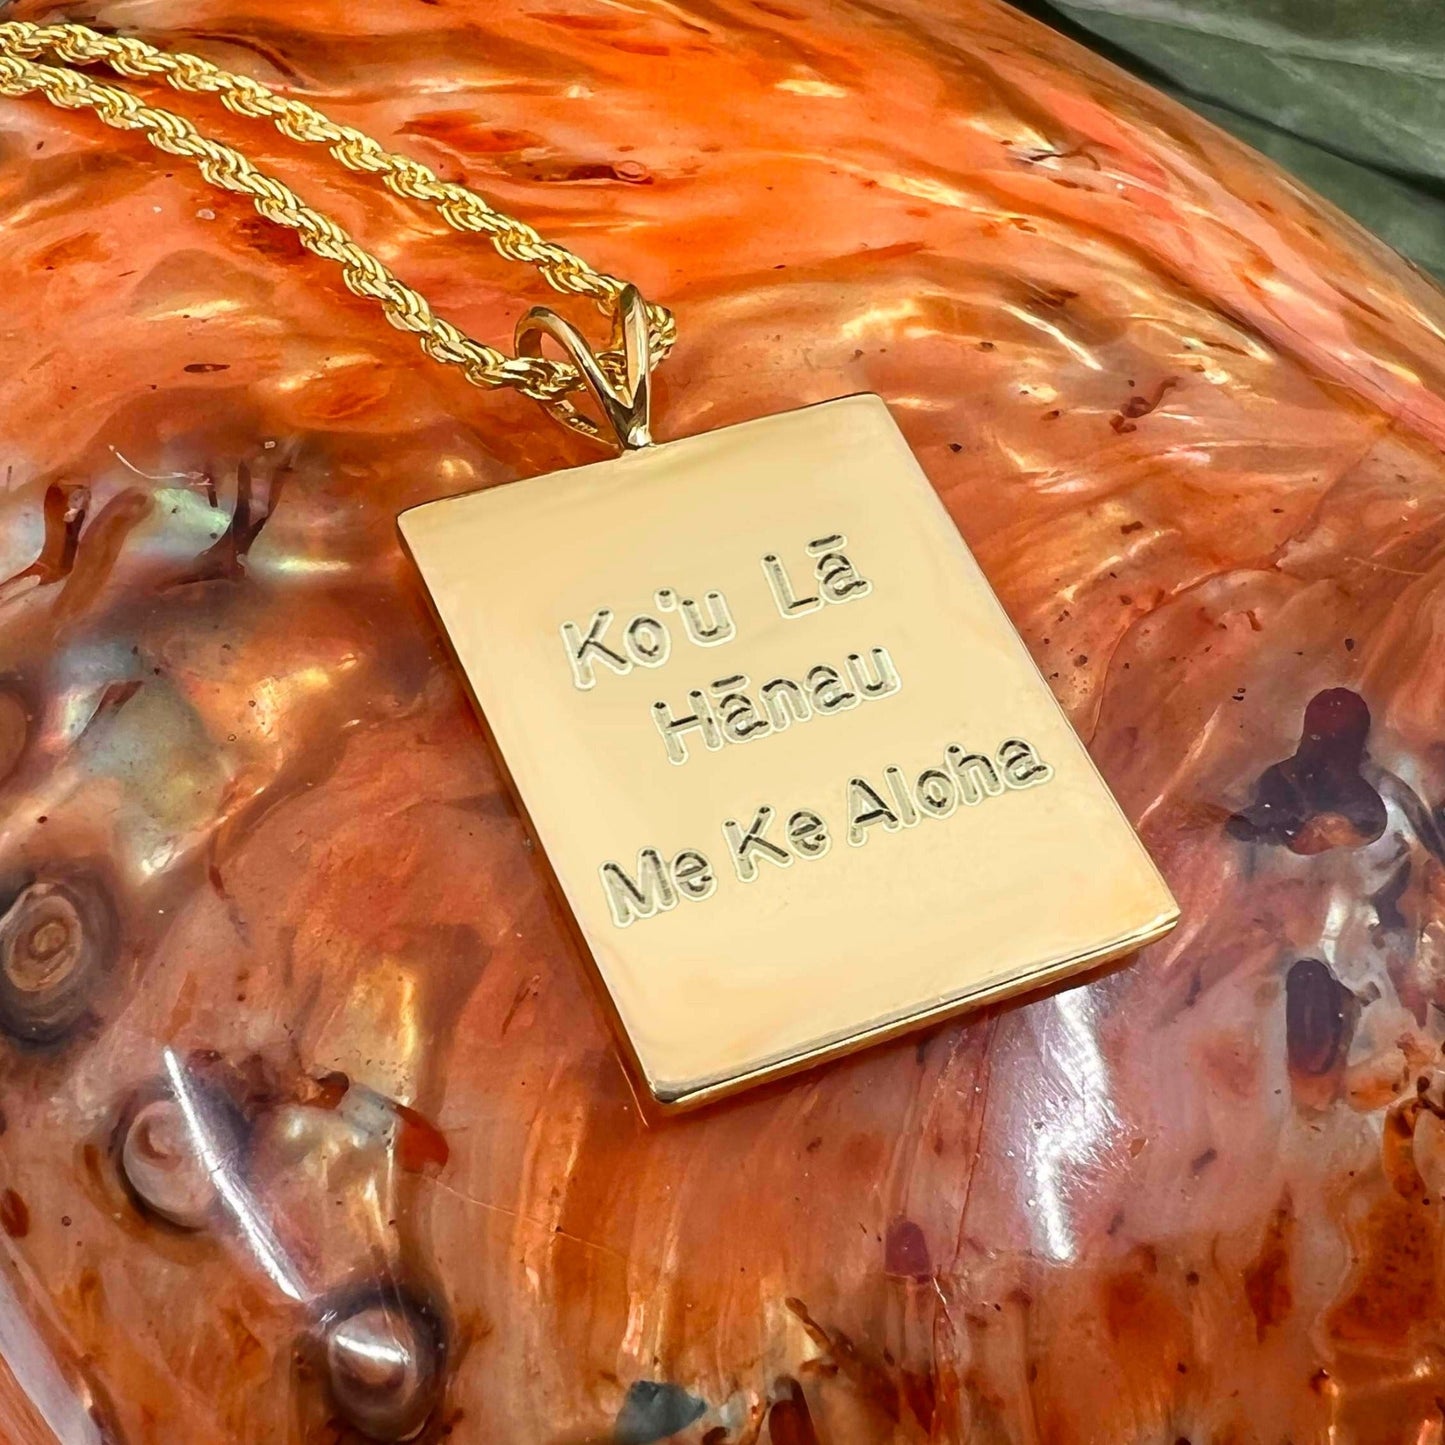 Ko'u Lā
Hānau
Me Ke Aloha